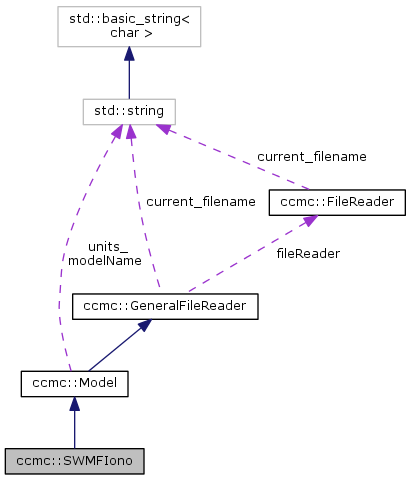 std::basic_string<
char >
std::string
current_filename
ccmc::FileReader
current_filename
units_
modelName
fileReader
ccmc::GeneralFileReader
ccmc::Model
ccmc::SWMFIono